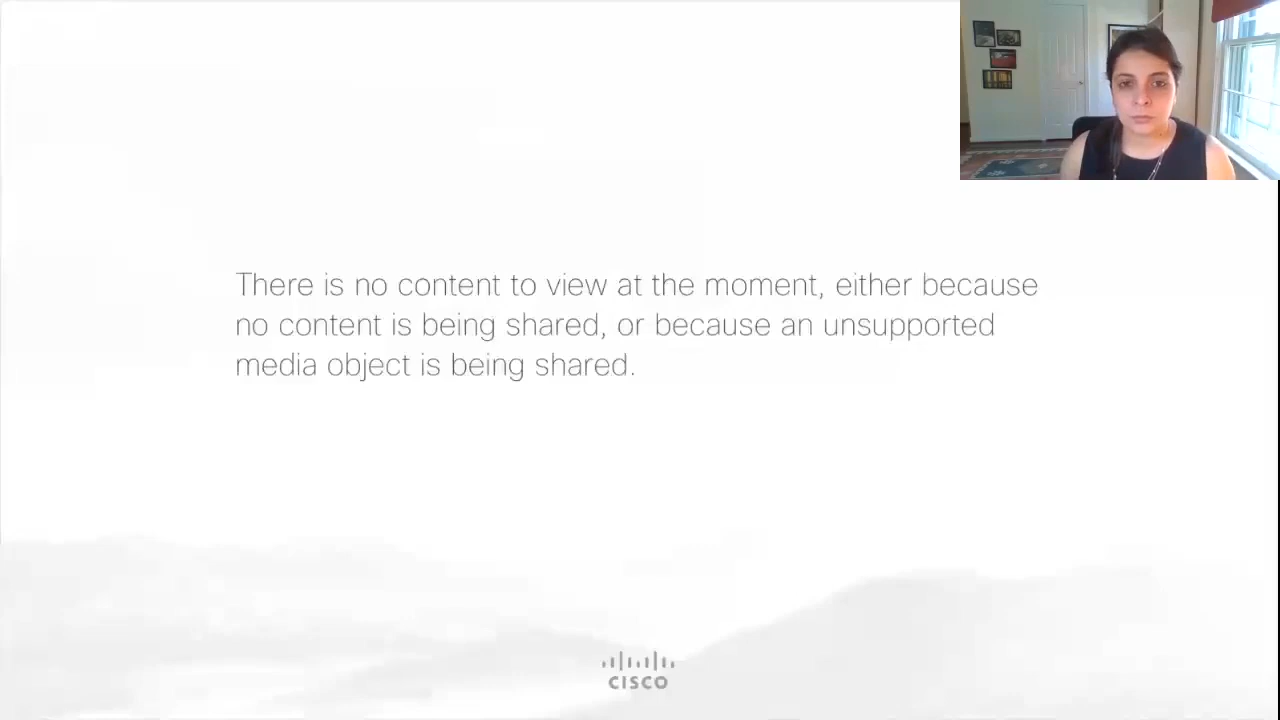 There is no content to view at the moment, either because
no content is being shared, or because an unsupported
media object is being shared.
CISCO